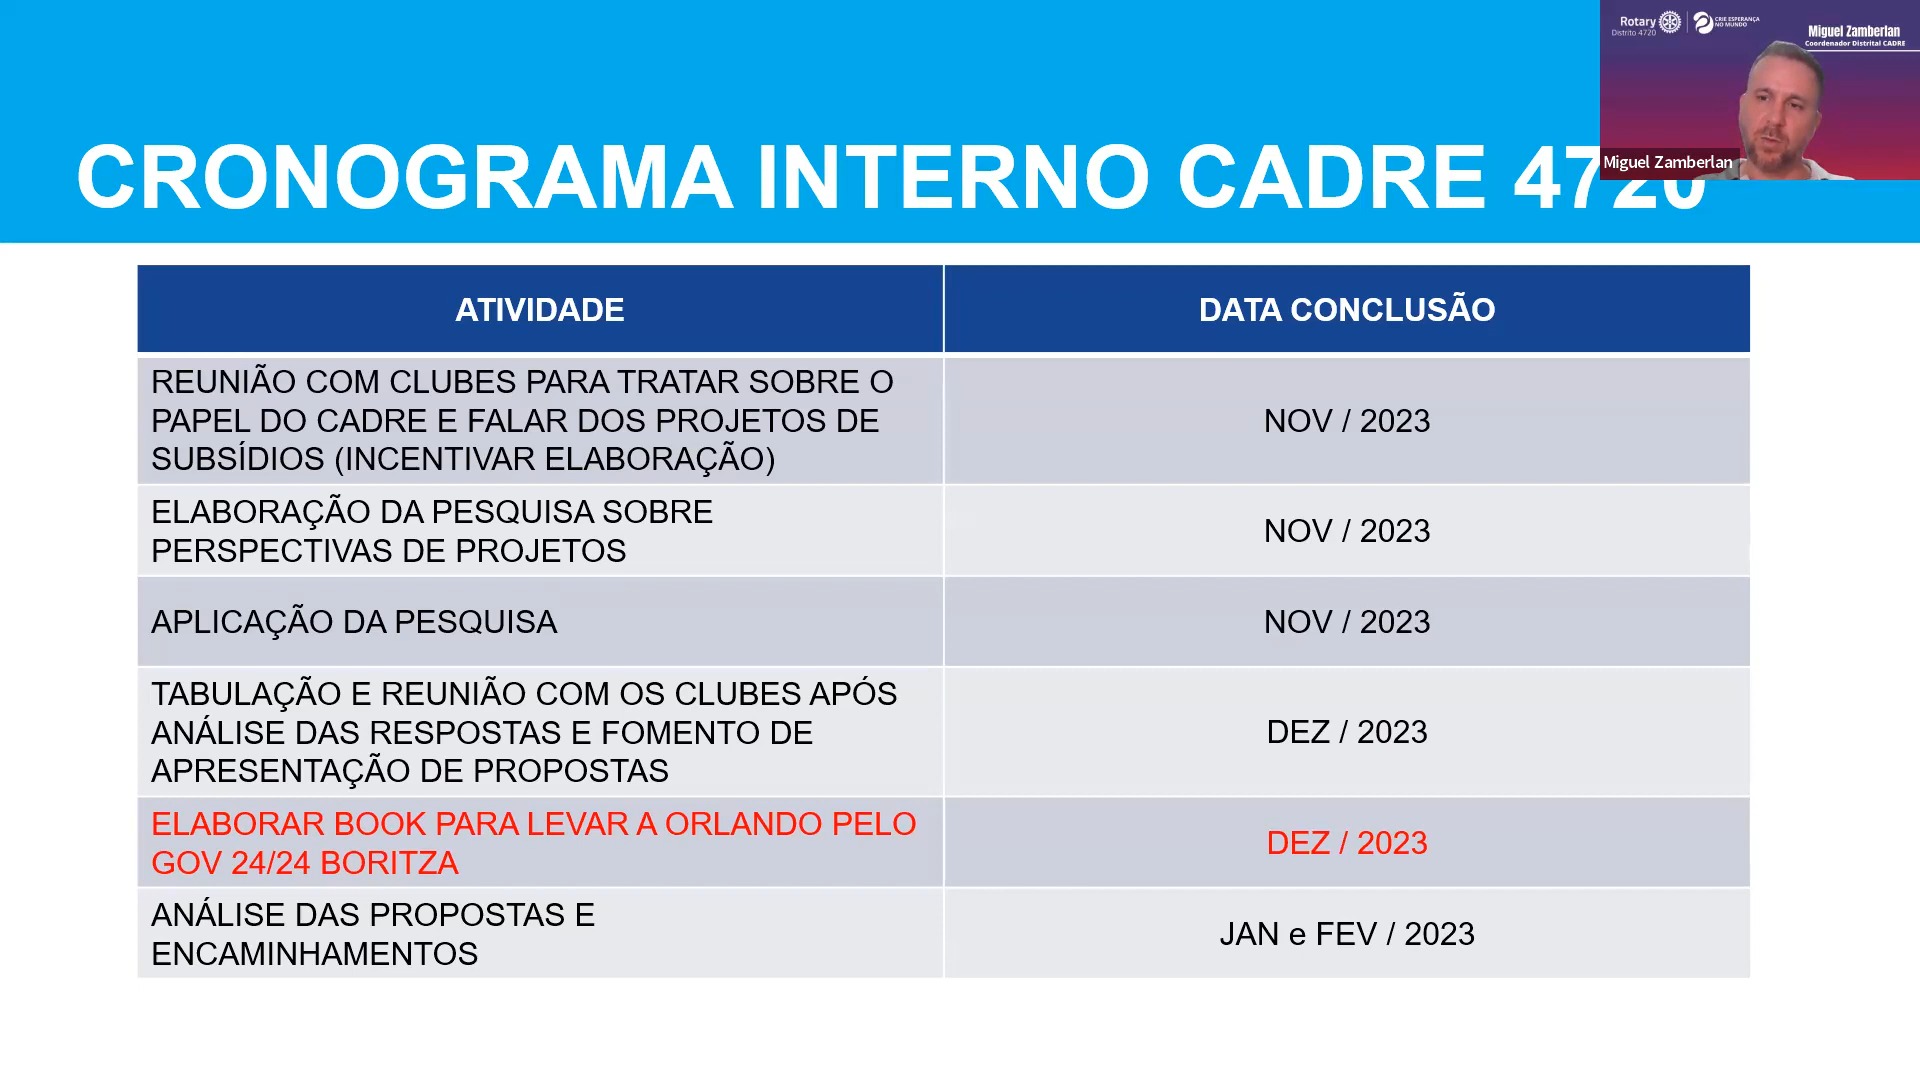 Rotary
Distrito 4720
CRIE ESPERANÇA
NO MUNDO
Miguel Zamberlan
Coordenador Distrital CADRE
Miguel Zamberlan
CRONOGRAMA INTERNO CADRE 4720
ATIVIDADE
DATA CONCLUSÃO
REUNIÃO COM CLUBES PARA TRATAR SOBRE O
PAPEL DO CADRE E FALAR DOS PROJETOS DE
SUBSÍDIOS (INCENTIVAR ELABORAÇÃO)
NOV / 2023
ELABORAÇÃO DA PESQUISA SOBRE
PERSPECTIVAS DE PROJETOS
NOV / 2023
APLICAÇÃO DA PESQUISA
NOV / 2023
TABULAÇÃO E REUNIÃO COM OS CLUBES APÓS
ANÁLISE DAS RESPOSTAS E FOMENTO DE
APRESENTAÇÃO DE PROPOSTAS
DEZ / 2023
ELABORAR BOOK PARA LEVAR A ORLANDO PELO
GOV 24/24 BORITZA
DEZ / 2023
ANÁLISE DAS PROPOSTAS E
ENCAMINHAMENTOS
JAN e FEV / 2023